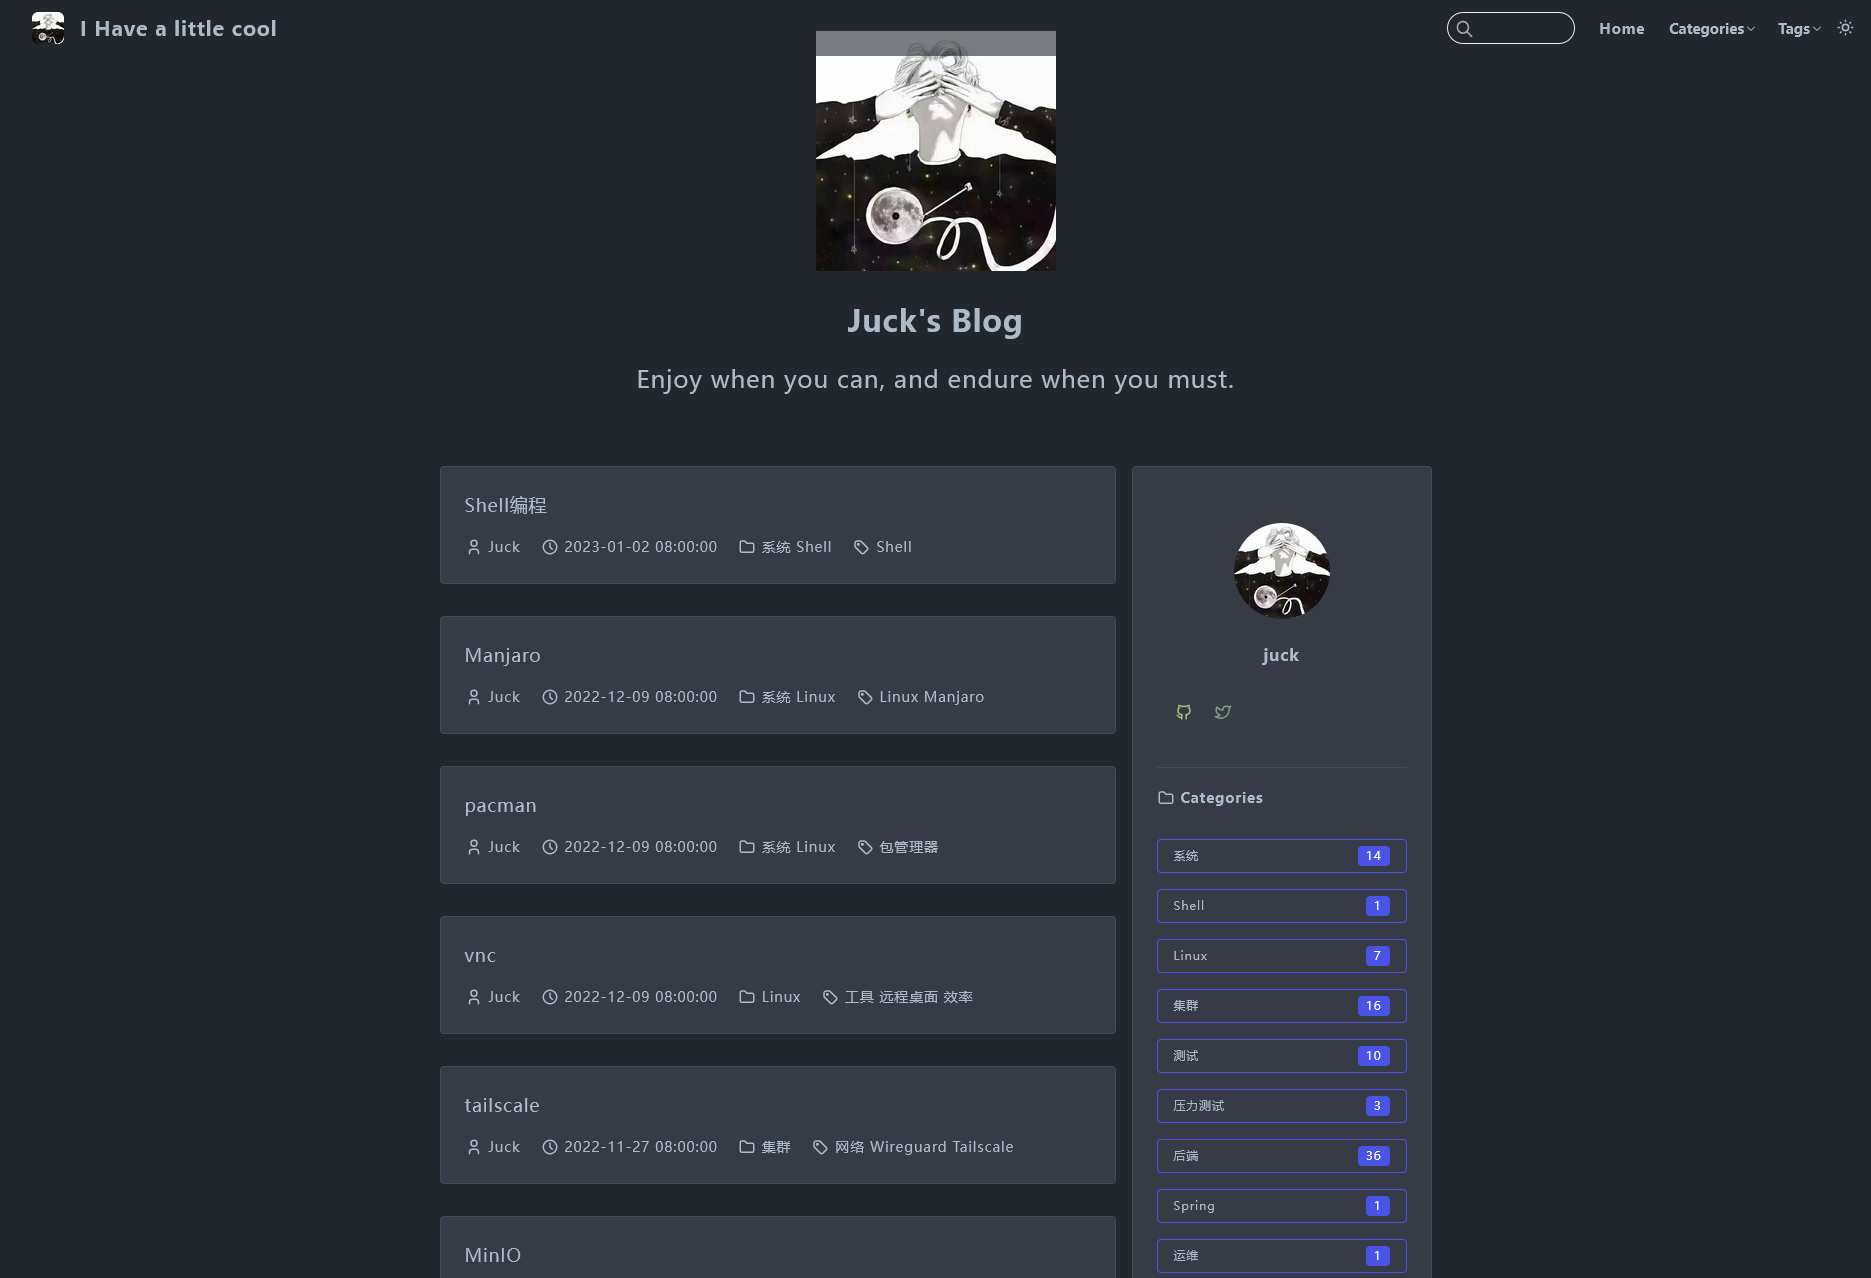 I Have a little cool
Home Categories Tags
Juck's Blog
Enjoy when you can, and endure when you must.
Shell编程
Juck 2023-01-02 08:00:00 系统 Shell Shell
Manjaro
Juck 2022-12-09 08:00:00 系统 Linux Linux Manjaro
pacman
Juck 2022-12-09 08:00:00 系统 Linux 包管理器
vnc
Juck 2022-12-09 08:00:00 Linux 工具 远程桌面 效率
tailscale
Juck 2022-11-27 08:00:00 集群 网络 Wireguard Tailscale
MinIO
juck
Categories
系统 14
Shell 1
Linux 7
集群 16
测试 10
压力测试 3
后端 36
Spring 1
运维 1